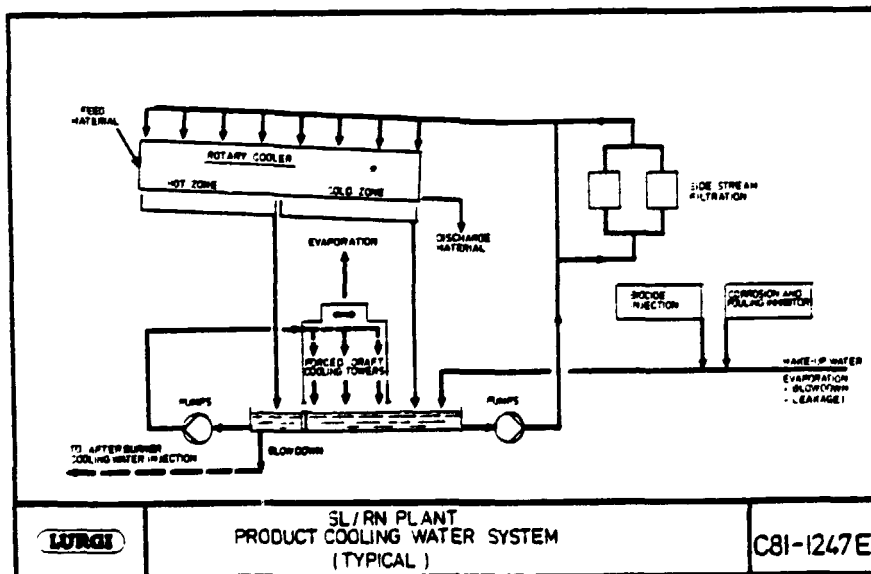 FEED
MATERIAL
ROTARY COOLER
HOT ZONE
COLD ZONE
SIDE STREAM
FILTRATION
DISCHARGE
MATERIAL
EVAPORATION
BIOCIDE
INJECTION
CORROSION AND
FOULING INHIBITOR
FORCED DRAFT
COOLING TOWERS
MAKE-UP WATER
EVAPORATION
+ BLOWDOWN
+ LEAKAGE)
PUMPS
PUMPS
BLOWDOWN
TO AFTER BURNER
COOLING WATER INJECTION
LURGI
SL/RN PLANT
PRODUCT COOLING WATER SYSTEM
(TYPICAL)
C81-1247E